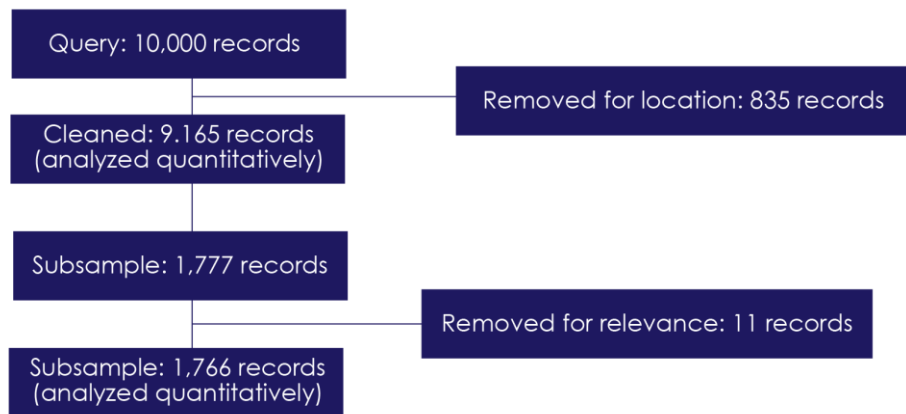 Query: 10,000 records
Removed for location: 835 records
Cleaned: 9.165 records
(analyzed quantitatively)
Subsample: 1,777 records
Removed for relevance: 11 records
Subsample: 1,766 records
(analyzed quantitatively)